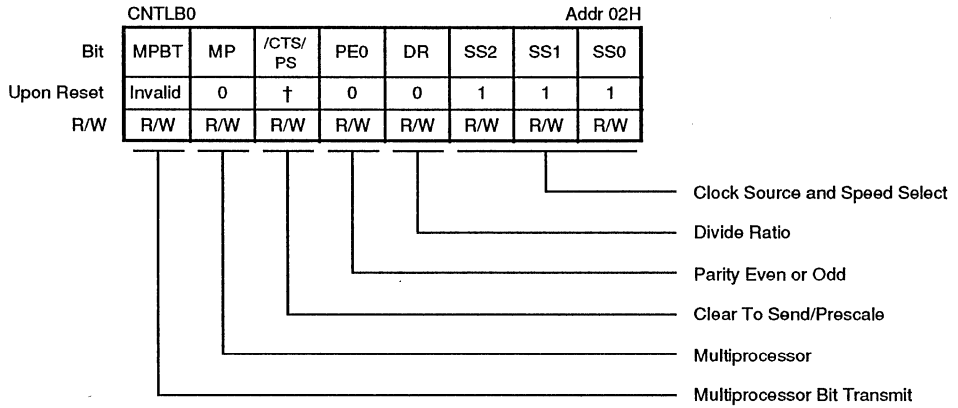 CNTLB0 Addr 02H
Bit MPBT MP /CTS/ PS PE0 DR SS2 SS1 SS0
Upon Reset Invalid 0 † 0 0 1 1 1
R/W R/W R/W R/W R/W R/W R/W R/W R/W
Clock Source and Speed Select
Divide Ratio
Parity Even or Odd
Clear To Send/Prescale
Multiprocessor
Multiprocessor Bit Transmit